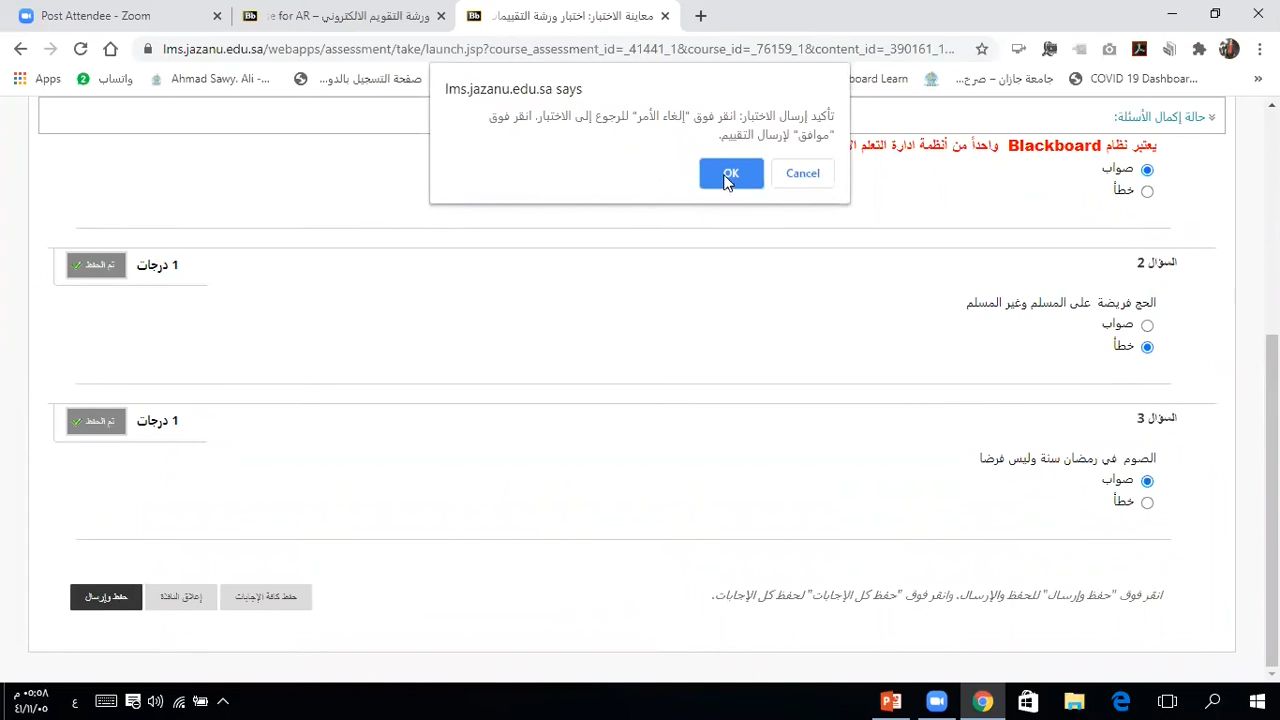 Post Attendee - Zoom
ورشة التقويم الالكتروني – e for AR
معاينة الاختبار: اختبار ورشة التقييمات
lms.jazanu.edu.sa/webapps/assessment/take/launch.jsp?course_assessment_id=_41441_1&course_id=_76159_1&content_id=_390161_1...
Apps
واتساب
Ahmad Sawy. Ali -...
صفحة التسجيل بالدو...
board Learn
جامعة جازان – صرح...
COVID 19 Dashboar...
»
lms.jazanu.edu.sa says
تأكيد إرسال الاختبار: انقر فوق "إلغاء الأمر" للرجوع إلى الاختبار. انقر فوق
"موافق" لإرسال التقييم.
OK
Cancel
حالة إكمال الأسئلة:
يعتبر نظام Blackboard واحداً من أنظمة ادارة التعلم
صواب
خطأ
السؤال 2
1 درجات
تم الحفظ
الحج فريضة على المسلم وغير المسلم
صواب
خطأ
السؤال 3
1 درجات
تم الحفظ
الصوم في رمضان سنة وليس فرضا
صواب
خطأ
انقر فوق "حفظ وإرسال" للحفظ والإرسال. وانقر فوق "حفظ كل الإجابات" لحفظ كل الإجابات.
حفظ كافة الإجابات
إغلاق النافذة
حفظ وإرسال
٠٥:٥٨ م
٤١/١١/٠٥
ع